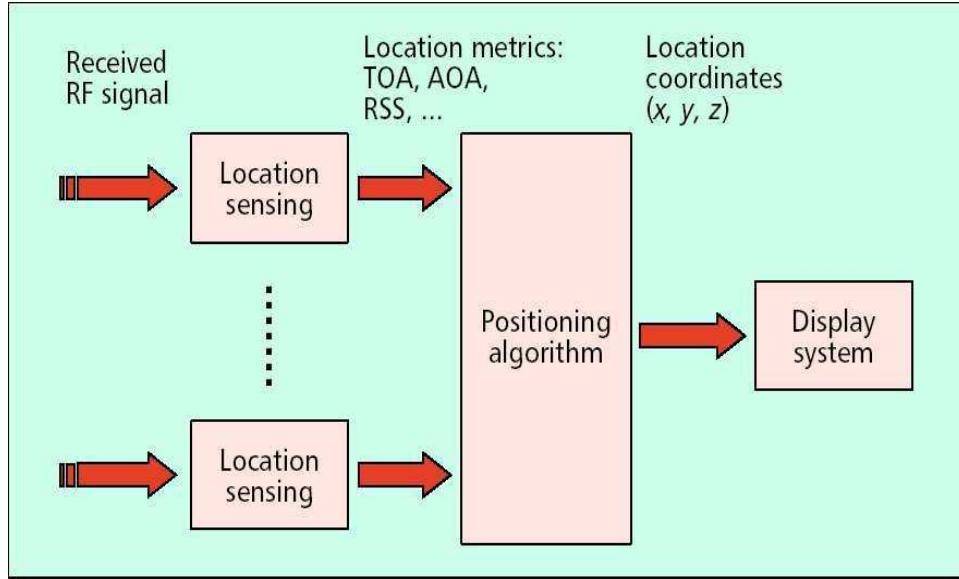 Received
RF signal
Location metrics:
TOA, AOA,
RSS, ...
Location
coordinates
(x, y, z)
Location
sensing
Positioning
algorithm
Display
system
Location
sensing